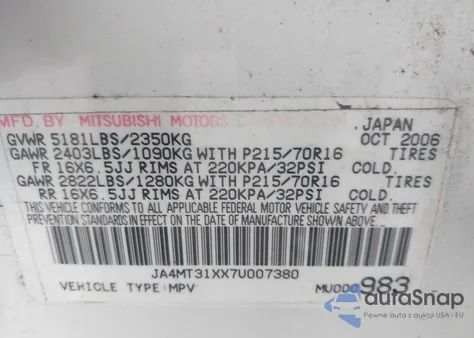 MFD. BY MITSUBISHI MOTORS JAPAN
GVWR 5181LBS/2350KG OCT 2006
GAWR 2403LBS/1090KG WITH P215/70R16 TIRES
FR 16X6.5JJ RIMS AT 220KPA/32PSI COLD.
GAWR 2822LBS/1280KG WITH P215/70R16 TIRES
RR 16X6.5JJ RIMS AT 220KPA/32PSI COLD.
THIS VEHICLE CONFORMS TO ALL APPLICABLE FEDERAL MOTOR VEHICLE SAFETY AND THEFT
PREVENTION STANDARDS IN EFFECT ON THE DATE OF MANUFACTURE SHOWN ABOVE.
JA4MT31XX7U007380
VEHICLE TYPE:MPV MU000983
autoSnap
Pewne auta z aukcji USA i EU